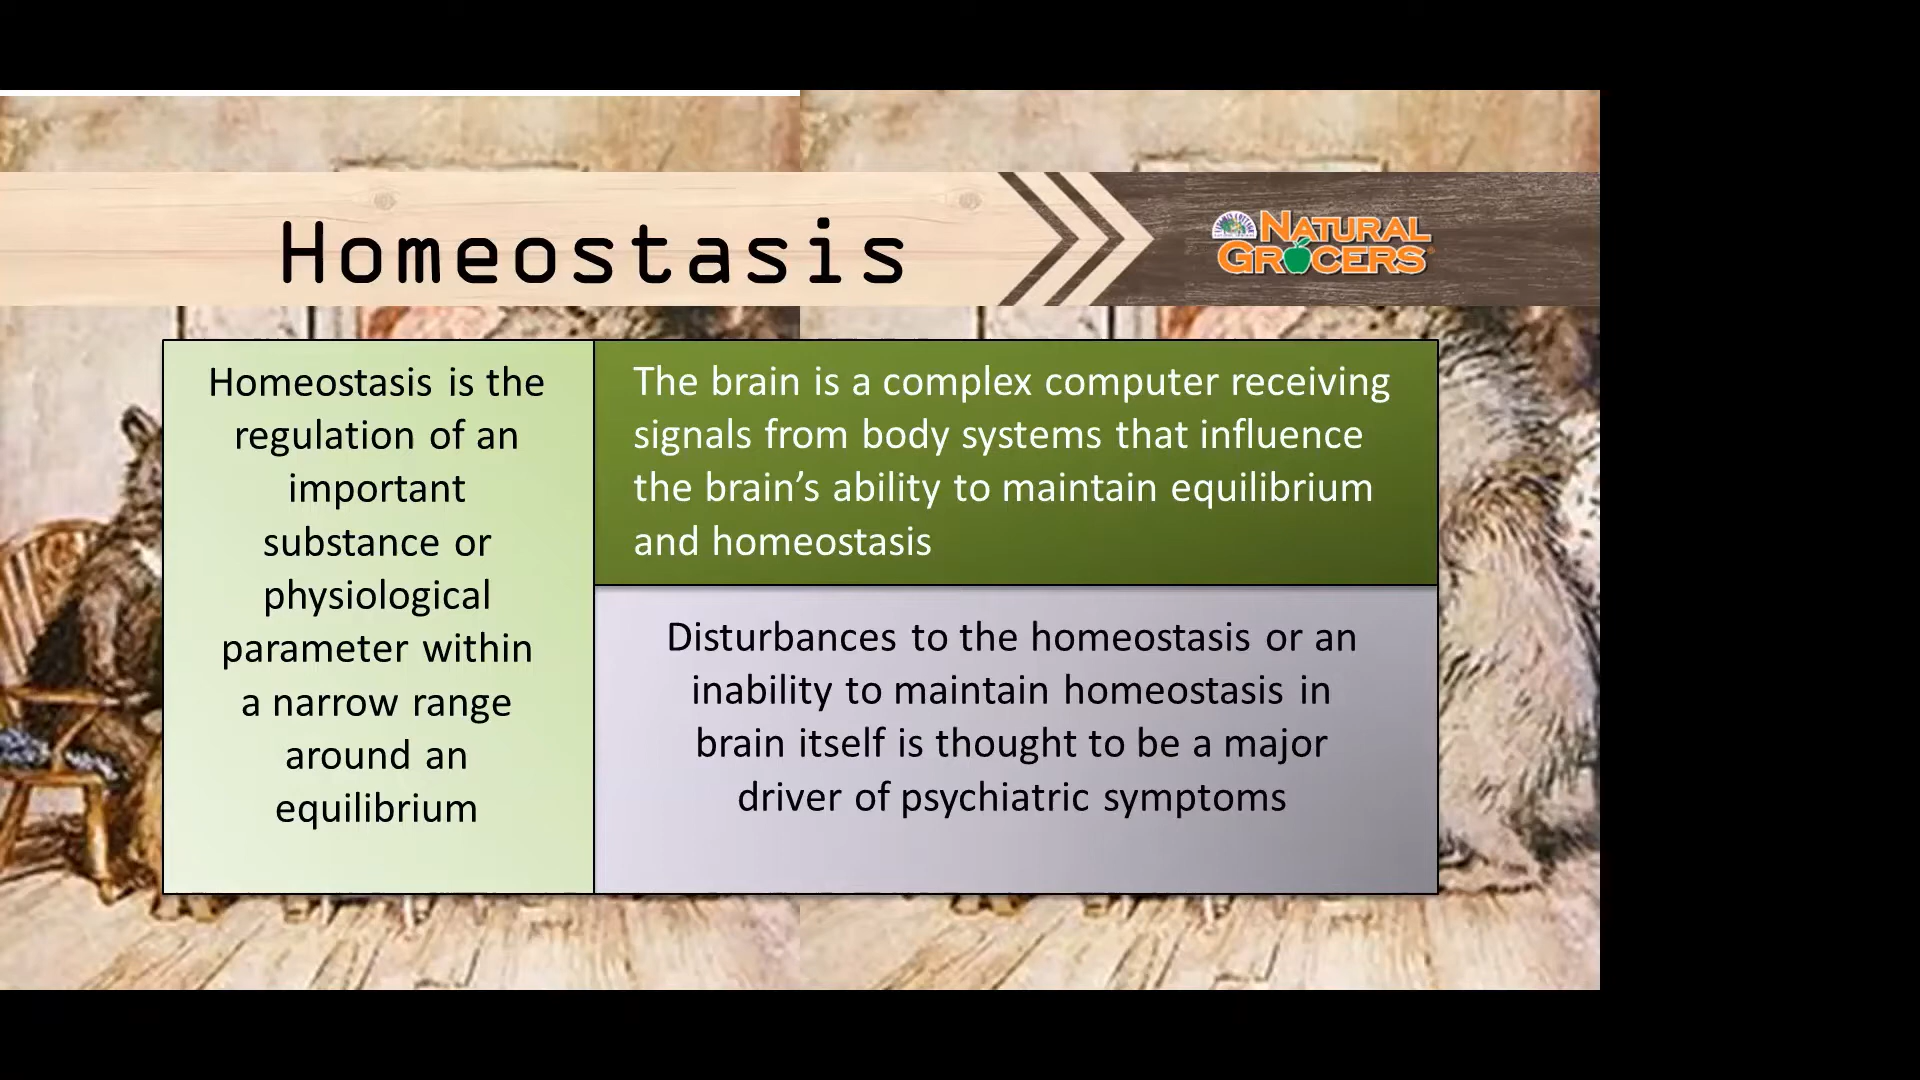 Homeostasis
NATURAL
GROCERS
Homeostasis is the
regulation of an
important
substance or
physiological
parameter within
a narrow range
around an
equilibrium
The brain is a complex computer receiving
signals from body systems that influence
the brain’s ability to maintain equilibrium
and homeostasis
Disturbances to the homeostasis or an
inability to maintain homeostasis in
brain itself is thought to be a major
driver of psychiatric symptoms